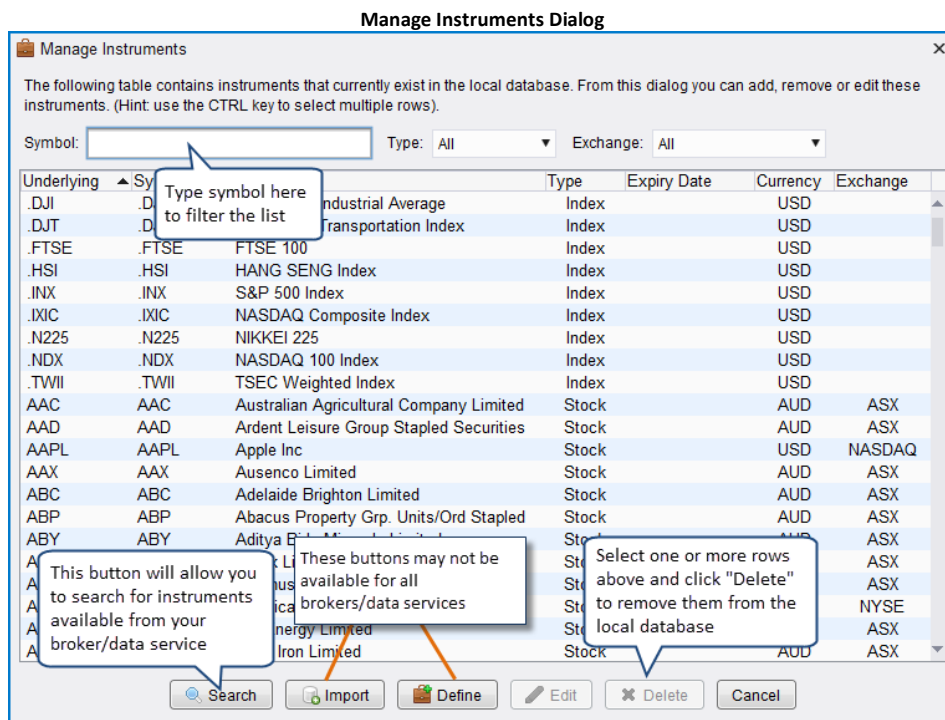 Manage Instruments Dialog
Manage Instruments
The following table contains instruments that currently exist in the local database. From this dialog you can add, remove or edit these
instruments. (Hint: use the CTRL key to select multiple rows).
Symbol: Type: All Exchange: All
Underlying Sy Type Expiry Date Currency Exchange
Type symbol here
to filter the list
.DJI .D ndustrial Average Index USD
.DJT .D Transportation Index Index USD
.FTSE .FTSE FTSE 100 Index USD
.HSI .HSI HANG SENG Index Index USD
.INX .INX S&P 500 Index Index USD
.IXIC .IXIC NASDAQ Composite Index Index USD
.N225 .N225 NIKKEI 225 Index USD
.NDX .NDX NASDAQ 100 Index Index USD
.TWII .TWII TSEC Weighted Index Index USD
AAC AAC Australian Agricultural Company Limited Stock AUD ASX
AAD AAD Ardent Leisure Group Stapled Securities Stock AUD ASX
AAPL AAPL Apple Inc Stock USD NASDAQ
AAX AAX Ausenco Limited Stock AUD ASX
ABC ABC Adelaide Brighton Limited Stock AUD ASX
ABP ABP Abacus Property Grp. Units/Ord Stapled Stock AUD ASX
ABY ABY Aditya ASX
ASX
ASX
NYSE
nergy Limited ASX
Iron Limited Stock AUD ASX
This button will allow you
to search for instruments
available from your
broker/data service
These buttons may not be
available for all
brokers/data services
Select one or more rows
above and click "Delete"
to remove them from the
local database
Search Import Define Edit Delete Cancel